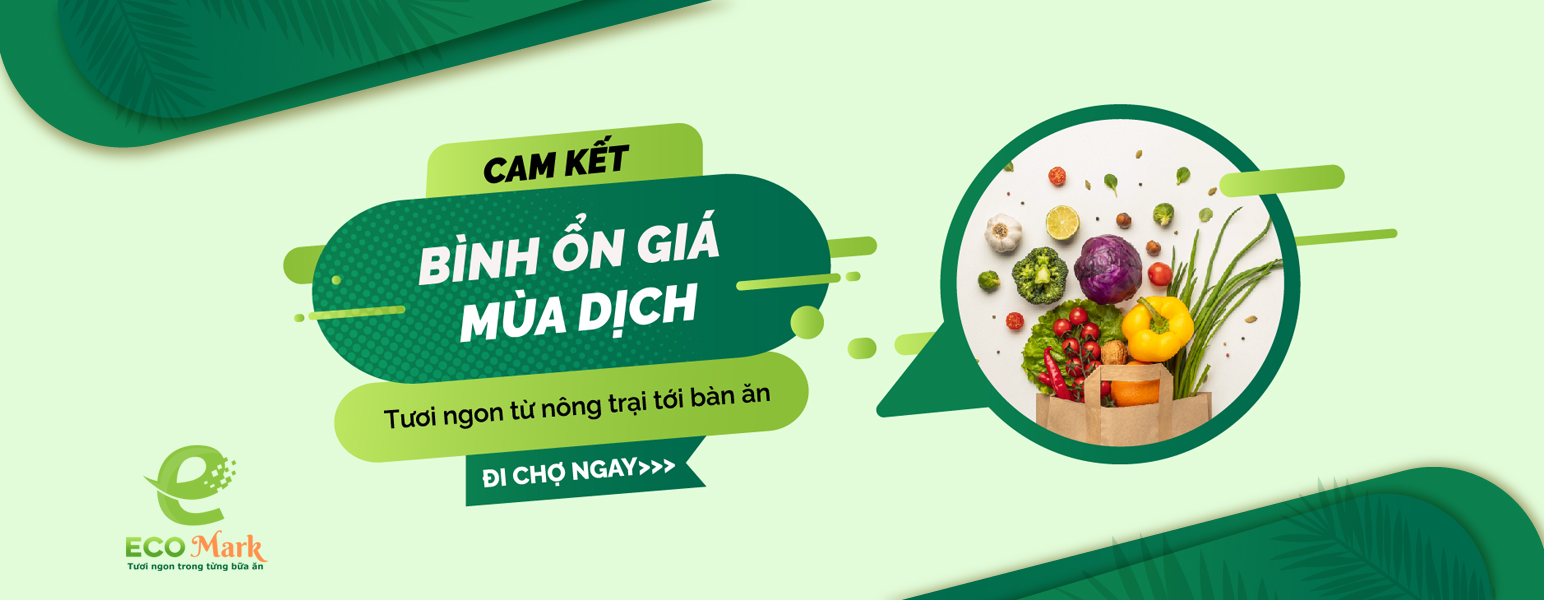 CAM KẾT
BÌNH ỔN GIÁ
MÙA DỊCH
Tươi ngon từ nông trại tới bàn ăn
ĐI CHỢ NGAY>>>
ECO Mark
Tươi ngon trong từng bữa ăn